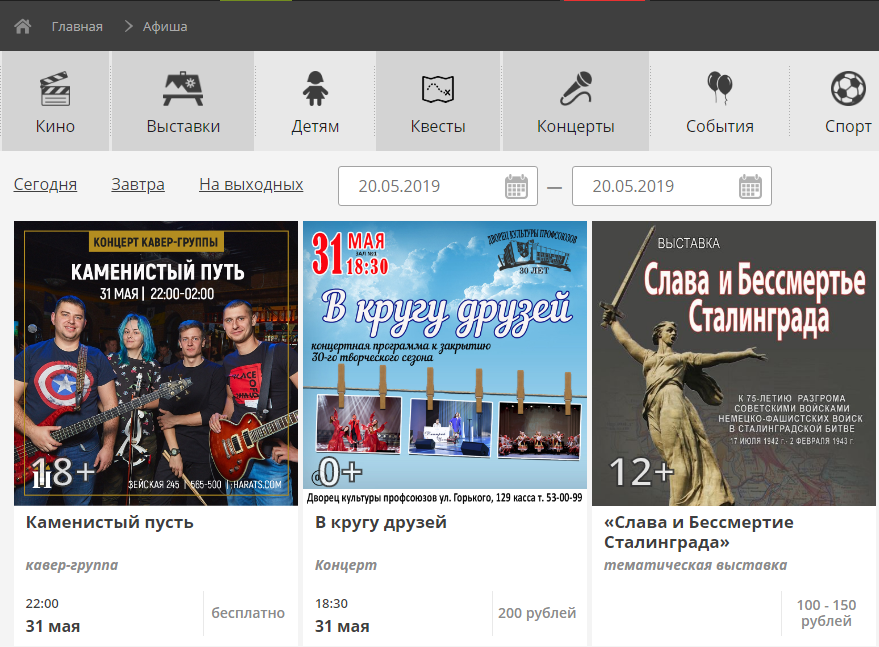 Главная
Афиша
Кино
Выставки
Детям
Квесты
Концерты
События
Спорт
Сегодня
Завтра
На выходных
20.05.2019
—
20.05.2019
КОНЦЕРТ КАВЕР-ГРУППЫ
КАМЕНИСТЫЙ ПУТЬ
31 МАЯ | 22:00-02:00
18+
ЗЕЙСКАЯ 245 | 565-500 | HARATS.COM
Каменистый пусть
кавер-группа
22:00
31 мая
бесплатно
31 МАЯ
18:30
ДВОРЕЦ КУЛЬТУРЫ ПРОФСОЮЗОВ
30 ЛЕТ
В кругу друзей
концертная программа к закрытию
30-го творческого сезона
0+
Дворец культуры профсоюзов ул. Горького, 129 касса т. 53-00-99
В кругу друзей
Концерт
18:30
31 мая
200 рублей
ВЫСТАВКА
Слава и Бессмертье
Сталинграда
К 75-ЛЕТИЮ РАЗГРОМА
СОВЕТСКИМИ ВОЙСКАМИ
НЕМЕЦКО-ФАШИСТСКИХ ВОЙСК
В СТАЛИНГРАДСКОЙ БИТВЕ
17 ИЮЛЯ 1942 г - 2 ФЕВРАЛЯ 1943 г
12+
«Слава и Бессмертие
Сталинграда»
тематическая выставка
100 - 150
рублей